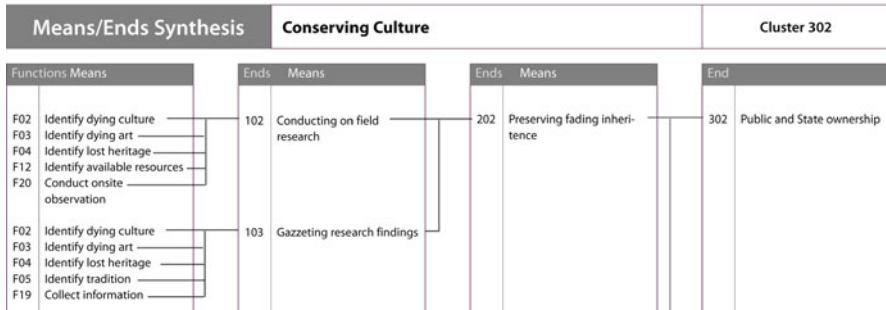 Means/Ends Synthesis Conserving Culture Cluster 302
Functions Means Ends Means Ends Means End
F02 Identify dying culture 102 Conducting on field 202 Preserving fading inheri- 302 Public and State ownership
F03 Identify dying art research tence
F04 Identify lost heritage
F12 Identify available resources
F20 Conduct onsite
observation
F02 Identify dying culture 103 Gazzeting research findings
F03 Identify dying art
F04 Identify lost heritage
F05 Identify tradition
F19 Collect information